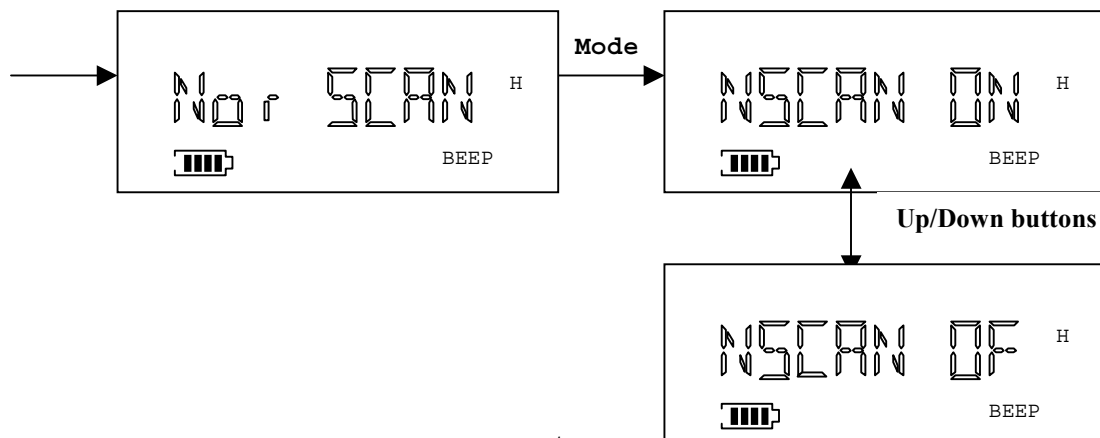 Mode
Nor SCAN H
BEEP
NSCAN ON H
BEEP
Up/Down buttons
NSCAN OF H
BEEP